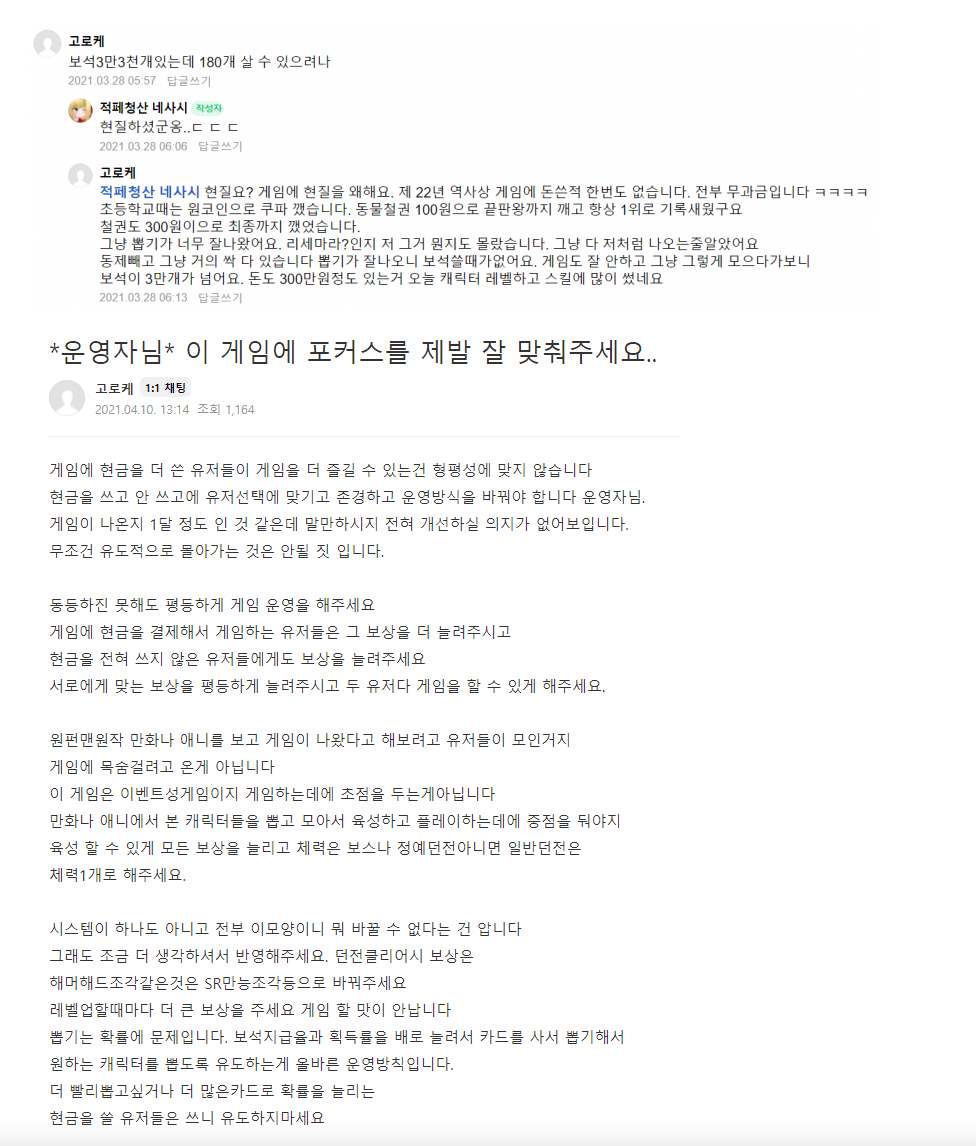 고로케
보석3만3천개있는데 180개 살 수 있으려나
2021.03.28 05:57 답글쓰기
적페청산 네사시 작성자
현질하셨군옹..ㄷ ㄷ ㄷ
2021.03.28 06:06 답글쓰기
고로케
적페청산 네사시 현질요? 게임에 현질을 왜해요. 제 22년 역사상 게임에 돈쓴적 한번도 없습니다. 전부 무과금입니다 ㅋㅋㅋㅋ
초등학교때는 원코인으로 쿠파 깼습니다. 동물철권 100원으로 끝판왕까지 깨고 항상 1위로 기록새웠구요
철권도 300원이으로 최종까지 깼었습니다.
그냥 뽑기가 너무 잘나왔어요. 리세마라?인지 저 그거 뭔지도 몰랐습니다. 그냥 다 저처럼 나오는줄알았어요
동제빼고 그냥 거의 싹 다 있습니다 뽑기가 잘나오니 보석쓸때가없어요. 게임도 잘 안하고 그냥 그렇게 모으다가보니
보석이 3만개가 넘어요. 돈도 300만원정도 있는거 오늘 캐릭터 레벨하고 스킬에 많이 썼네요
2021.03.28 06:13 답글쓰기
*운영자님* 이 게임에 포커스를 제발 잘 맞춰주세요..
고로케 1:1 채팅
2021.04.10. 13:14 조회 1,164
게임에 현금을 더 쓴 유저들이 게임을 더 즐길 수 있는건 형평성에 맞지 않습니다
현금을 쓰고 안 쓰고에 유저선택에 맞기고 존경하고 운영방식을 바꿔야 합니다 운영자님.
게임이 나온지 1달 정도 인 것 같은데 말만하시지 전혀 개선하실 의지가 없어보입니다.
무조건 유도적으로 몰아가는 것은 안될 짓 입니다.
동등하진 못해도 평등하게 게임 운영을 해주세요
게임에 현금을 결제해서 게임하는 유저들은 그 보상을 더 늘려주시고
현금을 전혀 쓰지 않은 유저들에게도 보상을 늘려주세요
서로에게 맞는 보상을 평등하게 늘려주시고 두 유저다 게임을 할 수 있게 해주세요.
원펀맨원작 만화나 애니를 보고 게임이 나왔다고 해보려고 유저들이 모인거지
게임에 목숨걸려고 온게 아닙니다
이 게임은 이벤트성게임이지 게임하는데에 초점을 두는게아닙니다
만화나 애니에서 본 캐릭터들을 뽑고 모아서 육성하고 플레이하는데에 중점을 둬야지
육성 할 수 있게 모든 보상을 늘리고 체력은 보스나 정예던전아니면 일반던전은
체력1개로 해주세요.
시스템이 하나도 아니고 전부 이모양이니 뭐 바꿀 수 없다는 건 압니다
그래도 조금 더 생각하셔서 반영해주세요. 던전클리어시 보상은
해머해드조각같은것은 SR만능조각등으로 바꿔주세요
레벨업할때마다 더 큰 보상을 주세요 게임 할 맛이 안납니다
뽑기는 확률에 문제입니다. 보석지급율과 획득률을 배로 늘려서 카드를 사서 뽑기해서
원하는 캐릭터를 뽑도록 유도하는게 올바른 운영방칙입니다.
더 빨리뽑고싶거나 더 많은카드로 확률을 늘리는
현금을 쓸 유저들은 쓰니 유도하지마세요